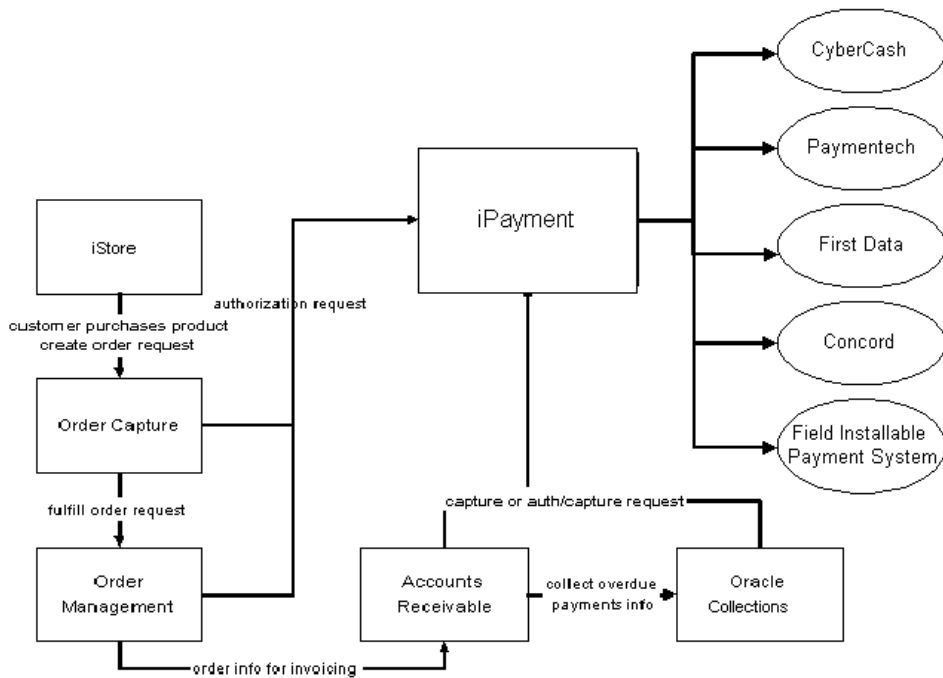 CyberCash
Paymentech
iPayment
iStore
First Data
authorization request
customer purchases product
create order request
Concord
Order Capture
Field Installable
Payment System
capture or auth/capture request
fulfill order request
Order
Management
Accounts
Receivable
collect overdue
payments info
Oracle
Collections
order info for invoicing